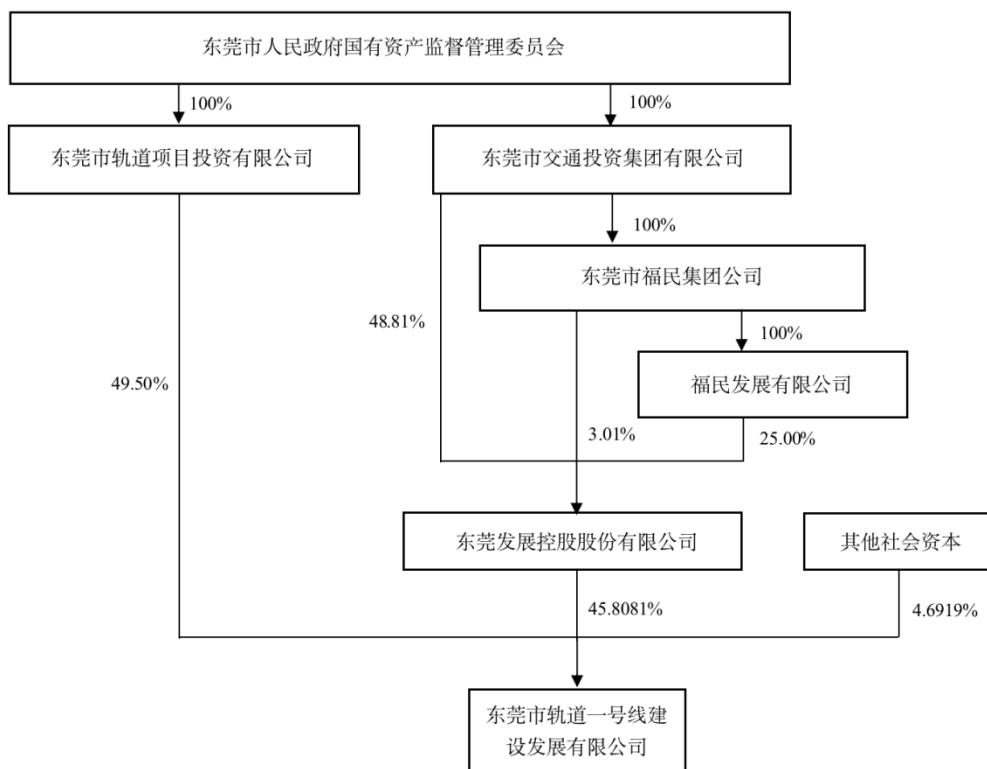 东莞市人民政府国有资产监督管理委员会
100%
100%
东莞市轨道项目投资有限公司
东莞市交通投资集团有限公司
100%
东莞市福民集团公司
48.81%
100%
49.50%
福民发展有限公司
3.01%
25.00%
东莞发展控股股份有限公司
其他社会资本
45.8081%
4.6919%
东莞市轨道一号线建
设发展有限公司